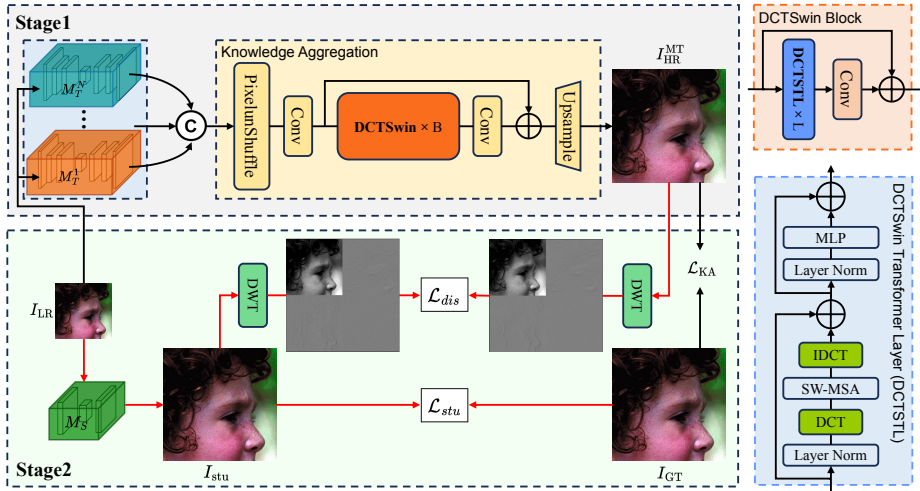 Stage1
M_T^N
M_T^1
C
Knowledge Aggregation
PixelunShuffle
Conv
DCTSwin × B
Conv
Upsample
I_HR^MT
DCTSwin Block
DCTSTL × L
Conv
I_LR
M_S
DWT
ℒ_dis
DWT
ℒ_KA
ℒ_stu
I_stu
I_GT
Stage2
MLP
Layer Norm
IDCT
SW-MSA
DCT
Layer Norm
DCTSwin Transformer
Layer (DCTSTL)